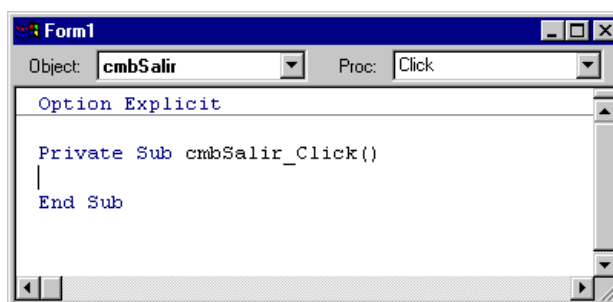 Form1
Object: cmbSalir Proc: Click
Option Explicit
Private Sub cmbSalir_Click()
End Sub